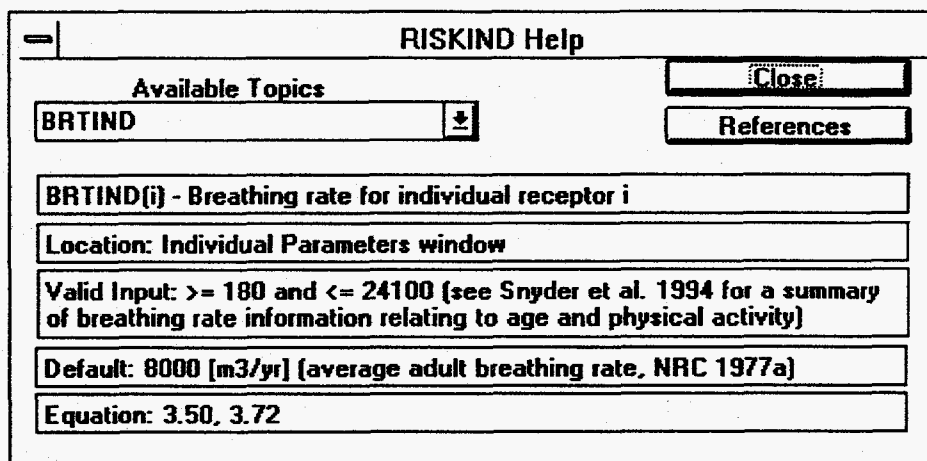 RISKIND Help
Available Topics
Close
BRTIND
References
BRTIND(i) - Breathing rate for individual receptor i
Location: Individual Parameters window
Valid Input: >= 180 and <= 24100 (see Snyder et al. 1994 for a summary
of breathing rate information relating to age and physical activity)
Default: 8000 [m3/yr] (average adult breathing rate, NRC 1977a)
Equation: 3.50, 3.72